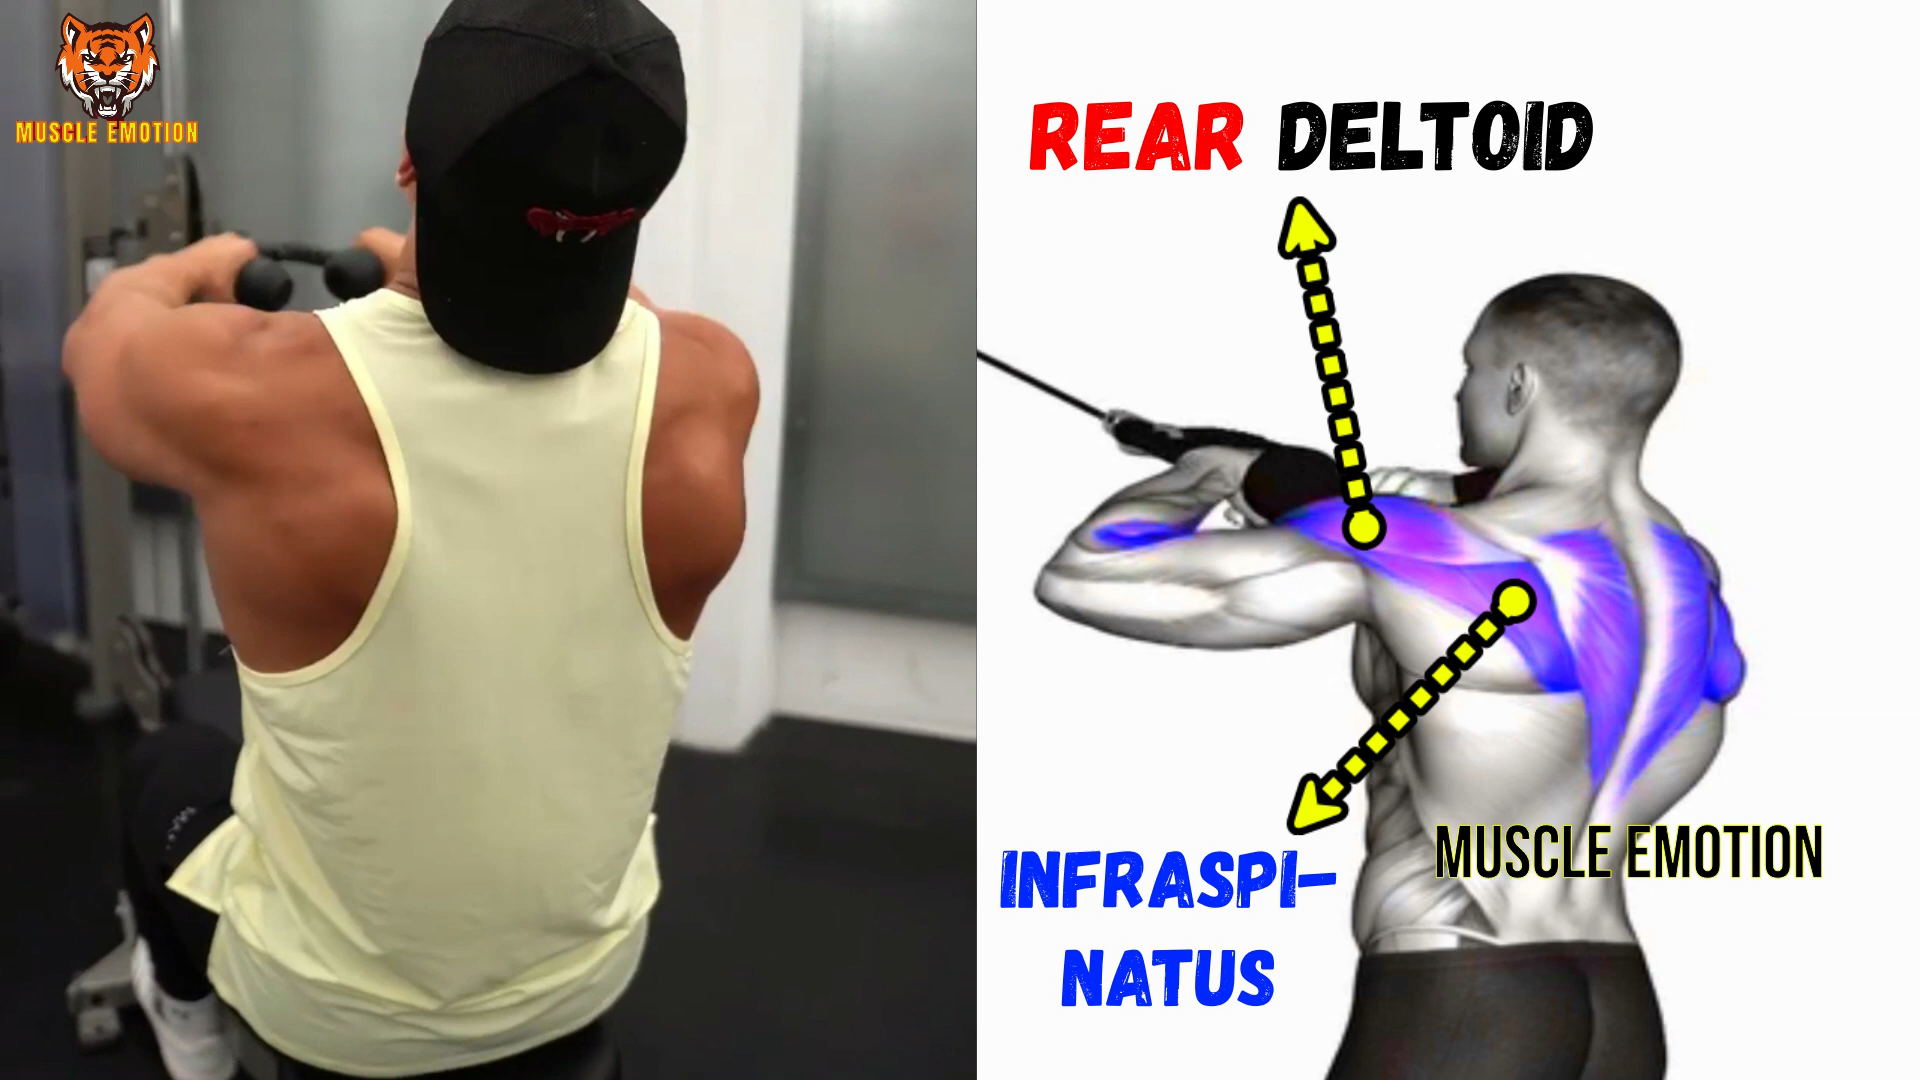 MUSCLE EMOTION
REAR DELTOID
INFRASPI-
NATUS
MUSCLE EMOTION